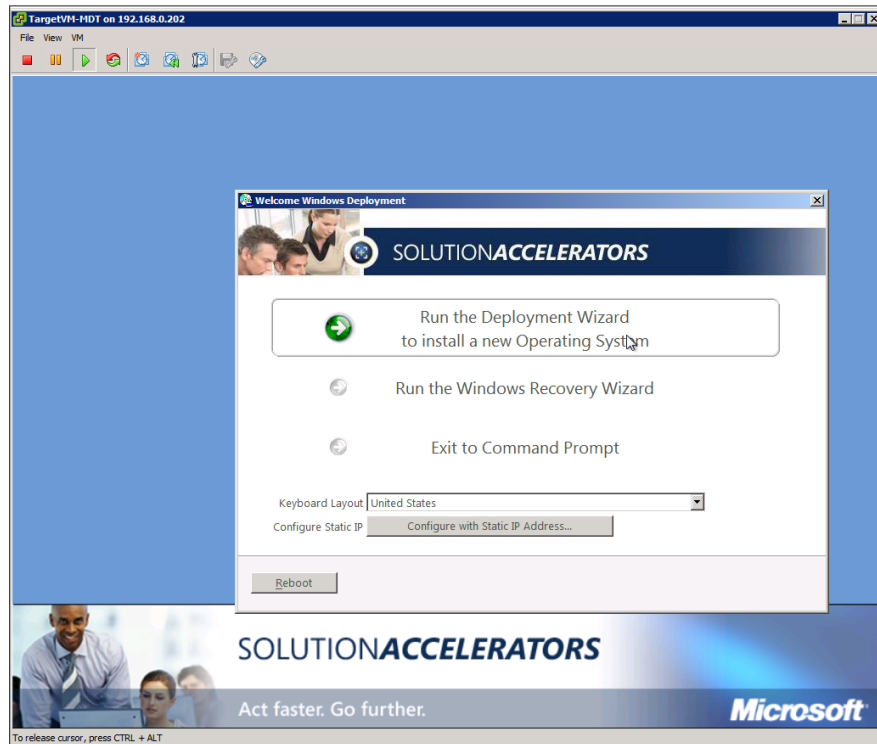 TargetVM-MDT on 192.168.0.202
File View VM
Welcome Windows Deployment
SOLUTIONACCELERATORS
Run the Deployment Wizard
to install a new Operating System
Run the Windows Recovery Wizard
Exit to Command Prompt
Keyboard Layout United States
Configure Static IP Configure with Static IP Address...
Reboot
SOLUTIONACCELERATORS
Act faster. Go further.
Microsoft
To release cursor, press CTRL + ALT